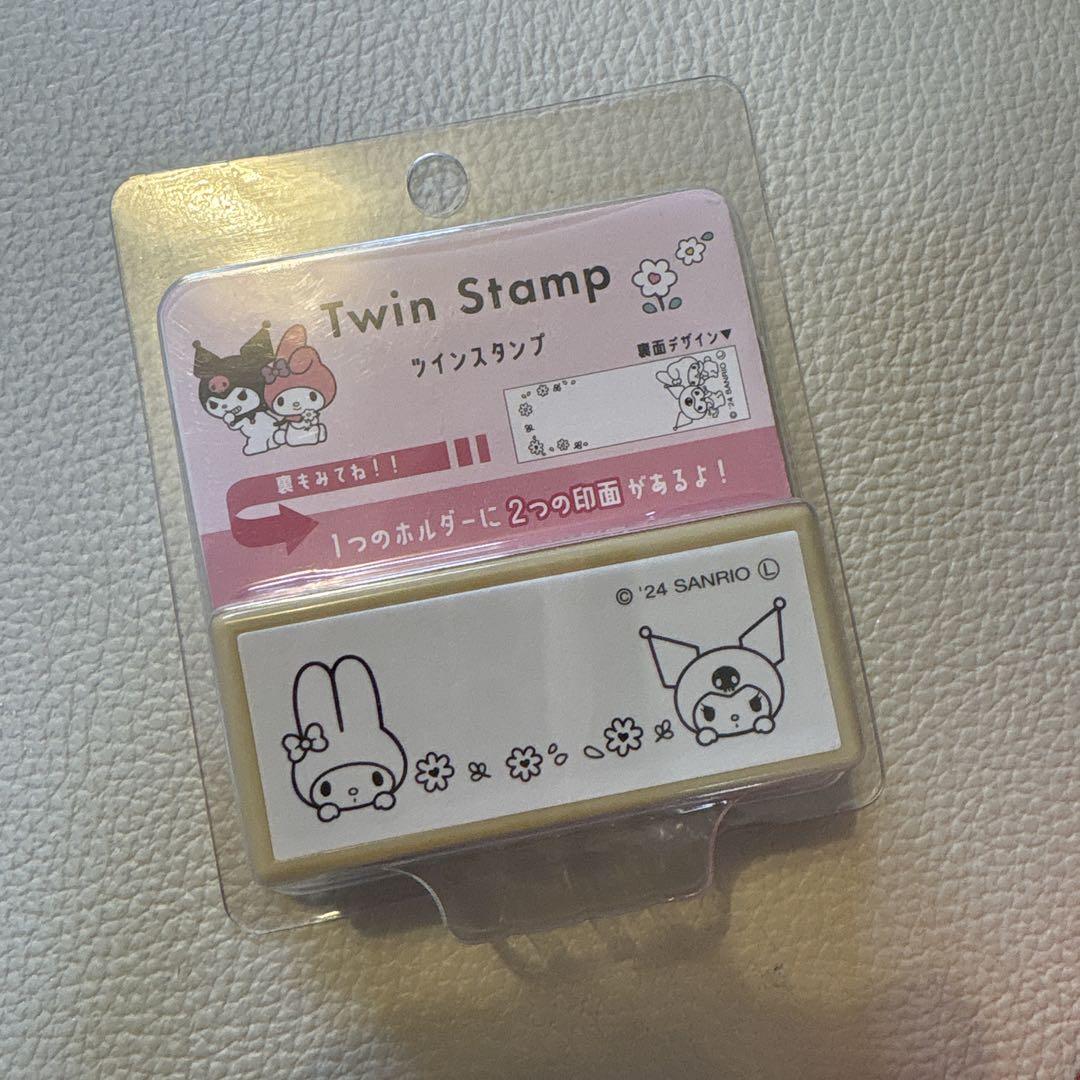 Twin Stamp
ツインスタンプ
裏面デザイン▼
© '24 SANRIO Ⓛ
裏もみてね！！
1つのホルダーに2つの印面があるよ！
© '24 SANRIO Ⓛ